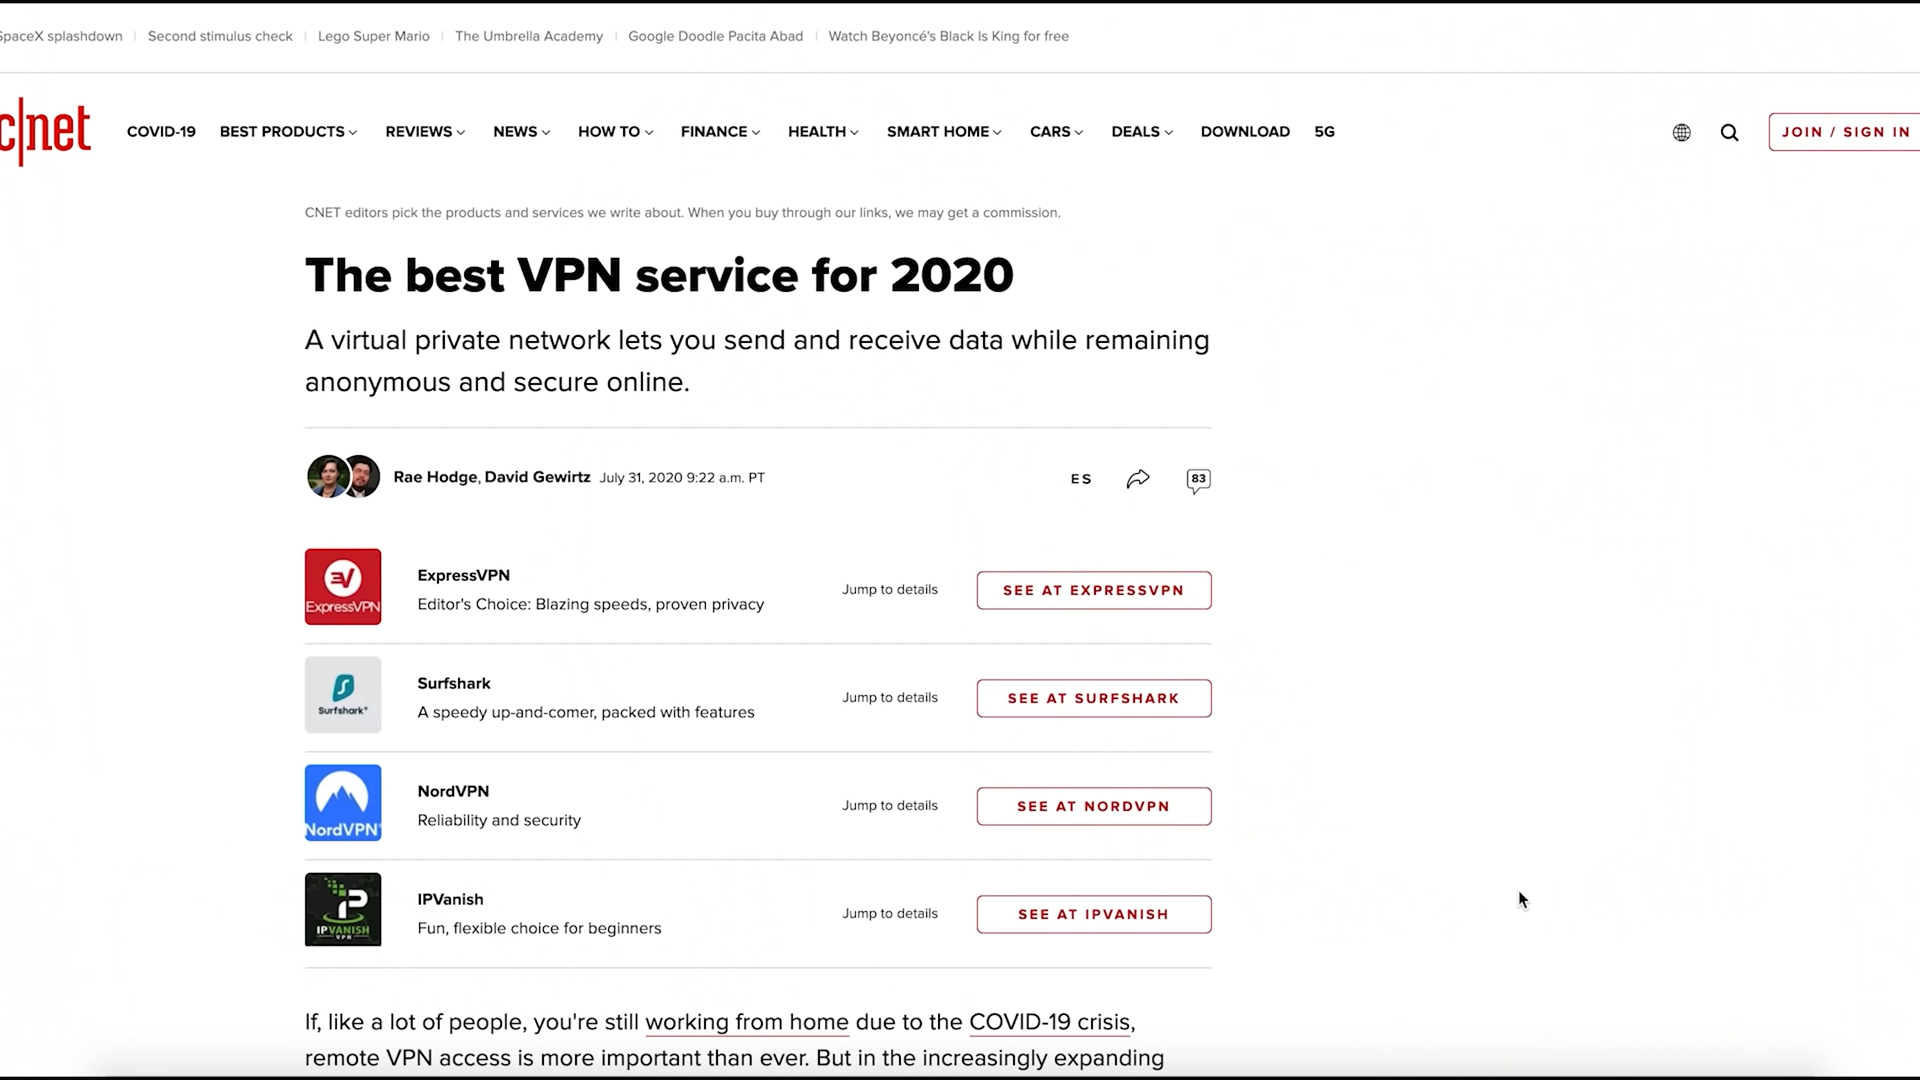 SpaceX splashdown
Second stimulus check
Lego Super Mario
The Umbrella Academy
Google Doodle Pacita Abad
Watch Beyoncé's Black Is King for free
c|net
COVID-19
BEST PRODUCTS
REVIEWS
NEWS
HOW TO
FINANCE
HEALTH
SMART HOME
CARS
DEALS
DOWNLOAD
5G
JOIN / SIGN IN
CNET editors pick the products and services we write about. When you buy through our links, we may get a commission.
The best VPN service for 2020
A virtual private network lets you send and receive data while remaining
anonymous and secure online.
Rae Hodge, David Gewirtz July 31, 2020 9:22 a.m. PT
ES
83
ExpressVPN
ExpressVPN
Editor's Choice: Blazing speeds, proven privacy
Jump to details
SEE AT EXPRESSVPN
Surfshark®
Surfshark
A speedy up-and-comer, packed with features
Jump to details
SEE AT SURFSHARK
NordVPN
NordVPN
Reliability and security
Jump to details
SEE AT NORDVPN
IPVANISH
VPN
IPVanish
Fun, flexible choice for beginners
Jump to details
SEE AT IPVANISH
If, like a lot of people, you're still working from home due to the COVID-19 crisis,
remote VPN access is more important than ever. But in the increasingly expanding